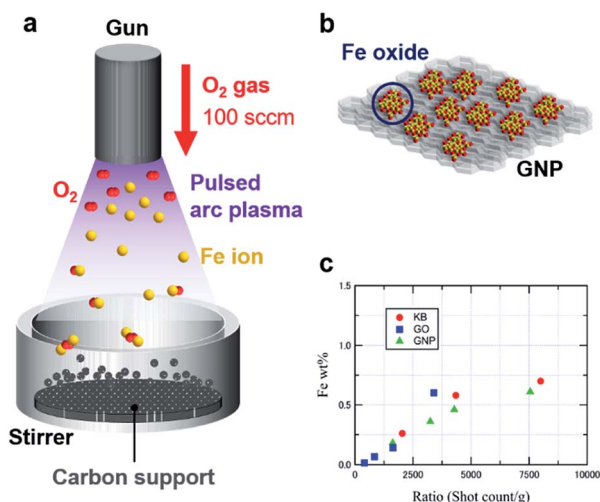 a
Gun
O2 gas
100 sccm
O2
Pulsed
arc plasma
Fe ion
Stirrer
Carbon support
b
Fe oxide
GNP
c
1.5
1.0
0.5
0.0
Fe wt%
KB
GO
GNP
0
2500
5000
7500
10000
Ratio (Shot count/g)